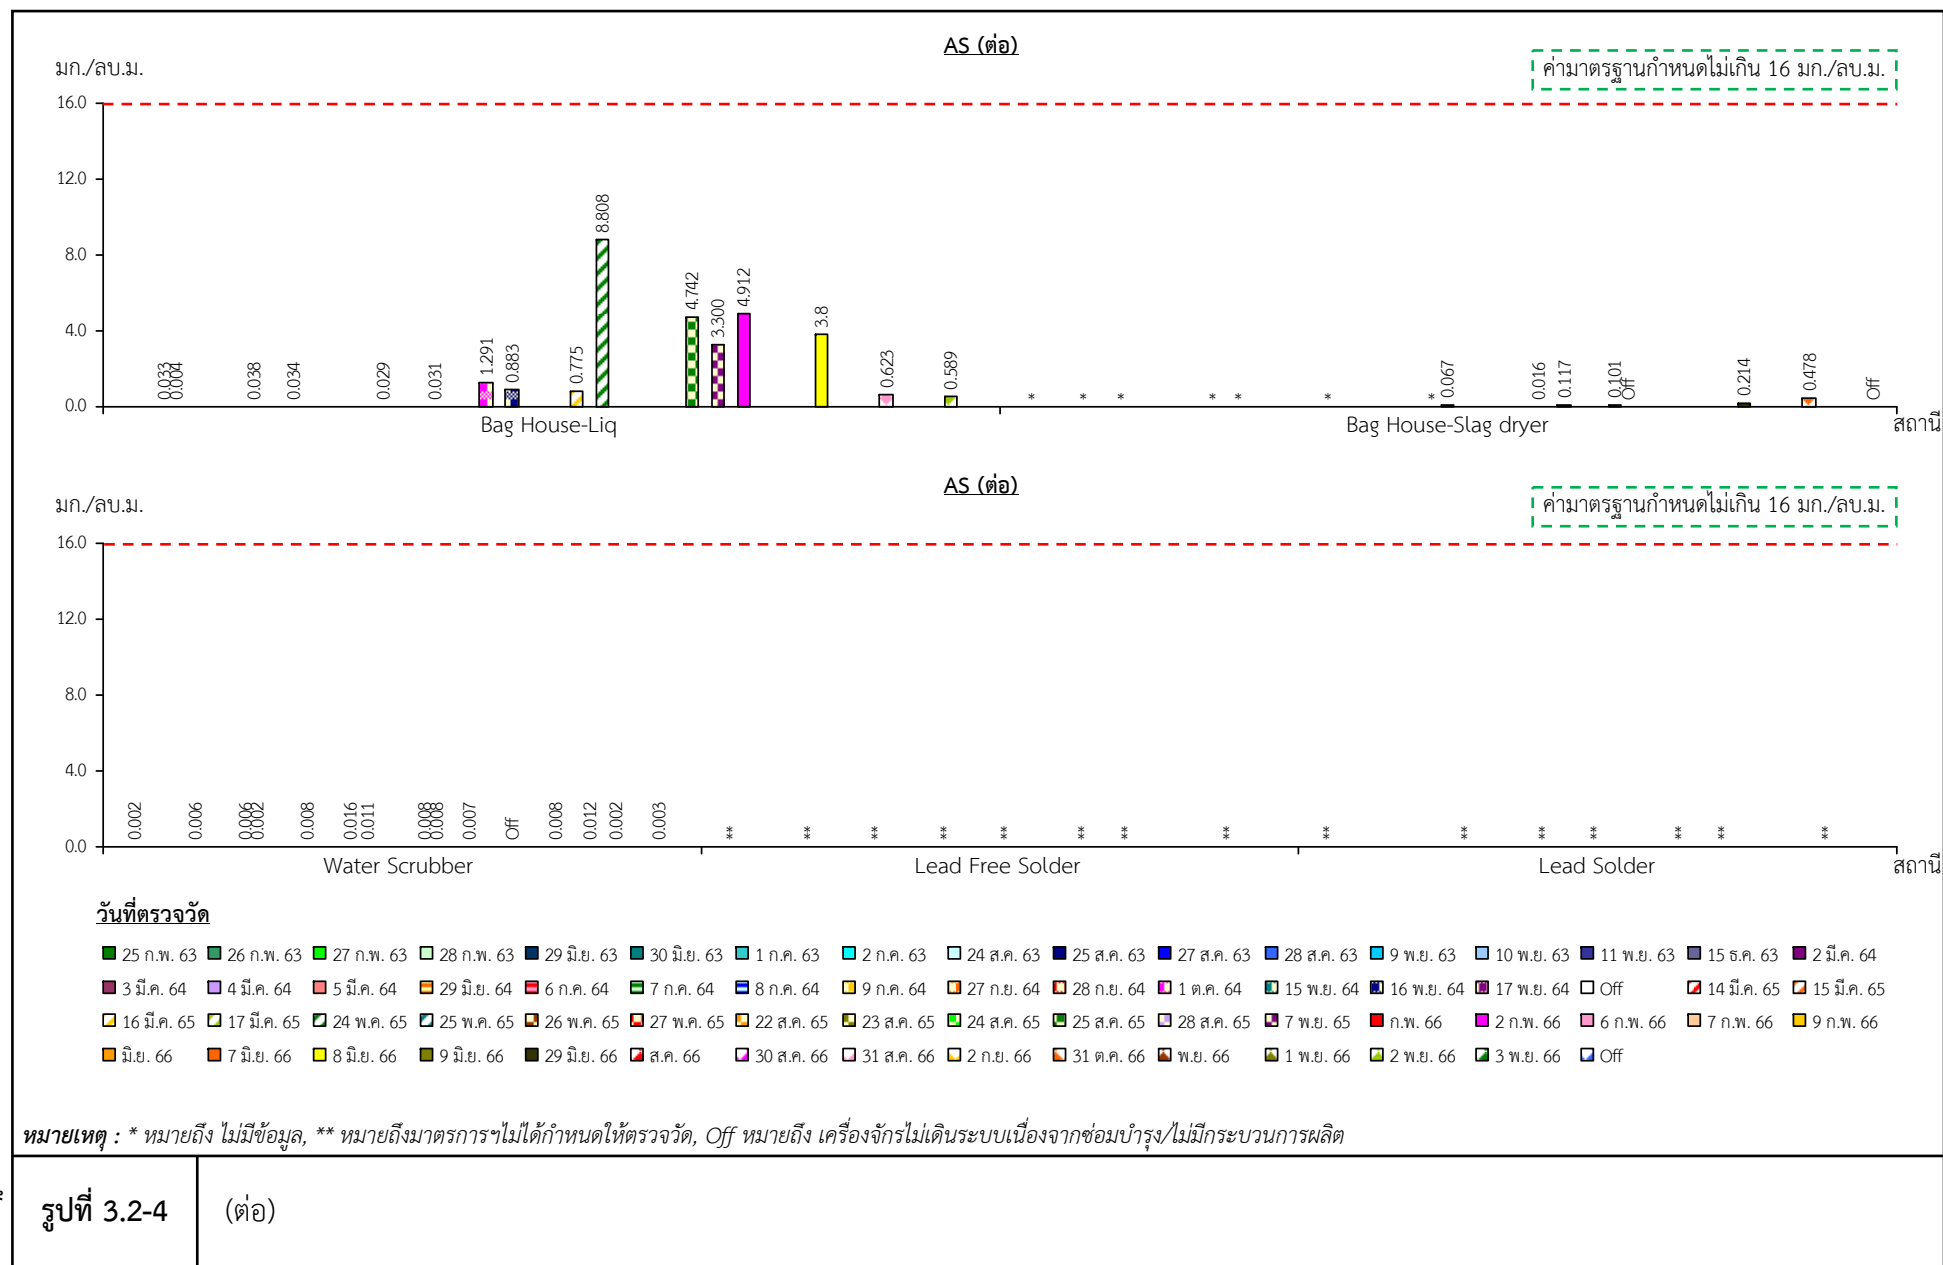 AS (ต่อ)
มก./ลบ.ม.
ค่ามาตรฐานกำหนดไม่เกิน 16 มก./ลบ.ม.
16.0
12.0
8.0
4.0
0.0
0.033 0.004 0.038 0.034 0.029 0.031 1.291 0.883 0.775 8.808 4.742 3.300 4.912 3.8 0.623 0.589 * * * * * * * 0.067 0.016 0.117 0.101 Off 0.214 0.478 Off
Bag House-Liq Bag House-Slag dryer สถานี
AS (ต่อ)
มก./ลบ.ม.
ค่ามาตรฐานกำหนดไม่เกิน 16 มก./ลบ.ม.
16.0
12.0
8.0
4.0
0.0
0.002 0.006 0.006 0.002 0.008 0.016 0.011 0.008 0.008 0.007 Off 0.008 0.012 0.002 0.003 ** ** ** ** ** ** ** ** ** ** ** ** ** ** **
Water Scrubber Lead Free Solder Lead Solder สถานี
วันที่ตรวจวัด
25 ก.พ. 63 26 ก.พ. 63 27 ก.พ. 63 28 ก.พ. 63 29 มิ.ย. 63 30 มิ.ย. 63 1 ก.ค. 63 2 ก.ค. 63 24 ส.ค. 63 25 ส.ค. 63 27 ส.ค. 63 28 ส.ค. 63 9 พ.ย. 63 10 พ.ย. 63 11 พ.ย. 63 15 ธ.ค. 63 2 มี.ค. 64
3 มี.ค. 64 4 มี.ค. 64 5 มี.ค. 64 29 มิ.ย. 64 6 ก.ค. 64 7 ก.ค. 64 8 ก.ค. 64 9 ก.ค. 64 27 ก.ย. 64 28 ก.ย. 64 1 ต.ค. 64 15 พ.ย. 64 16 พ.ย. 64 17 พ.ย. 64 Off 14 มี.ค. 65 15 มี.ค. 65
16 มี.ค. 65 17 มี.ค. 65 24 พ.ค. 65 25 พ.ค. 65 26 พ.ค. 65 27 พ.ค. 65 22 ส.ค. 65 23 ส.ค. 65 24 ส.ค. 65 25 ส.ค. 65 28 ส.ค. 65 7 พ.ย. 65 ก.พ. 66 2 ก.พ. 66 6 ก.พ. 66 7 ก.พ. 66 9 ก.พ. 66
มิ.ย. 66 7 มิ.ย. 66 8 มิ.ย. 66 9 มิ.ย. 66 29 มิ.ย. 66 ส.ค. 66 30 ส.ค. 66 31 ส.ค. 66 2 ก.ย. 66 31 ต.ค. 66 พ.ย. 66 1 พ.ย. 66 2 พ.ย. 66 3 พ.ย. 66 Off
หมายเหตุ : * หมายถึง ไม่มีข้อมูล, ** หมายถึงมาตรการฯไม่ได้กำหนดให้ตรวจวัด, Off หมายถึง เครื่องจักรไม่เดินระบบเนื่องจากซ่อมบำรุง/ไม่มีกระบวนการผลิต
รูปที่ 3.2-4 (ต่อ)